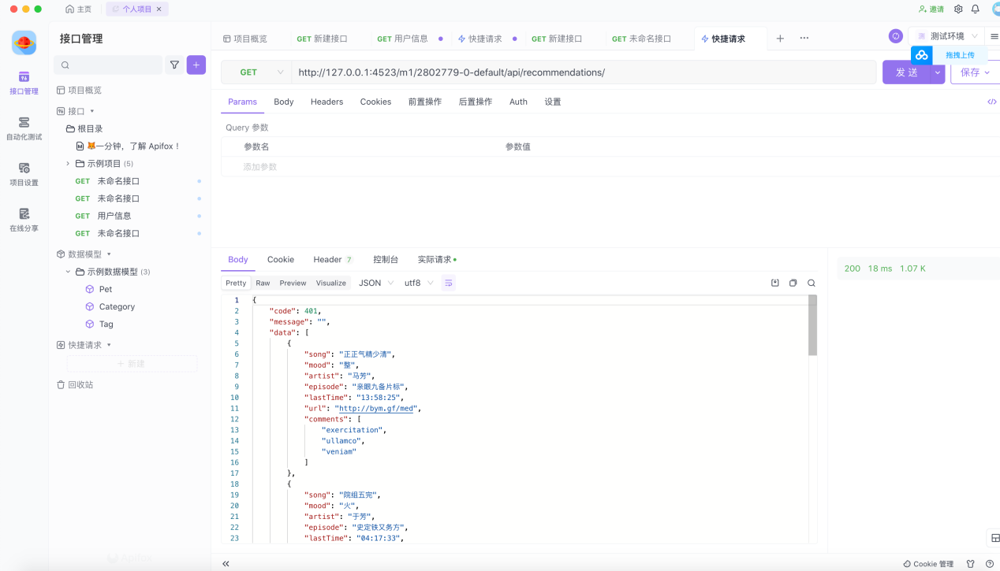 主页
个人项目
邀请
接口管理
自动化测试
项目设置
在线分享
接口管理
项目概览
接口
根目录
🦊一分钟，了解 Apifox！
示例项目 (5)
GET 未命名接口
GET 未命名接口
GET 用户信息
GET 未命名接口
数据模型
示例数据模型 (3)
Pet
Category
Tag
快捷请求
+ 新建
回收站
Apifox
项目概览
GET 新建接口
GET 用户信息
快捷请求
GET 新建接口
GET 未命名接口
快捷请求
测 测试环境
拖拽上传
GET http://127.0.0.1:4523/m1/2802779-0-default/api/recommendations/
发 送
保存
Params Body Headers Cookies 前置操作 后置操作 Auth 设置
Query 参数
参数名 参数值
添加参数
Body Cookie Header 7 控制台 实际请求
Pretty Raw Preview Visualize JSON utf8
200 18 ms 1.07 K
1 {
2 "code": 401,
3 "message": "",
4 "data": [
5 {
6 "song": "正正气精少清",
7 "mood": "整",
8 "artist": "马芳",
9 "episode": "亲眼九备片标",
10 "lastTime": "13:58:25",
11 "url": "http://bym.gf/med",
12 "comments": [
13 "exercitation",
14 "ullamco",
15 "veniam"
16 ]
17 },
18 {
19 "song": "院组五完",
20 "mood": "火",
21 "artist": "于芳",
22 "episode": "史定铁又务方",
23 "lastTime": "04:17:33",
Cookie 管理